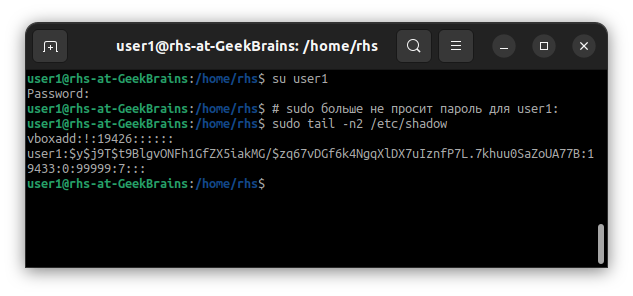 user1@rhs-at-GeekBrains: /home/rhs
user1@rhs-at-GeekBrains:/home/rhs$ su user1
Password:
user1@rhs-at-GeekBrains:/home/rhs$ # sudo больше не просит пароль для user1:
user1@rhs-at-GeekBrains:/home/rhs$ sudo tail -n2 /etc/shadow
vboxadd:!:19426::::::
user1:$y$j9T$t9BlgvONFh1GfZX5iakMG/$zq67vDGf6k4NgqXlDX7uIznfP7L.7khuu0SaZoUA77B:1
9433:0:99999:7:::
user1@rhs-at-GeekBrains:/home/rhs$